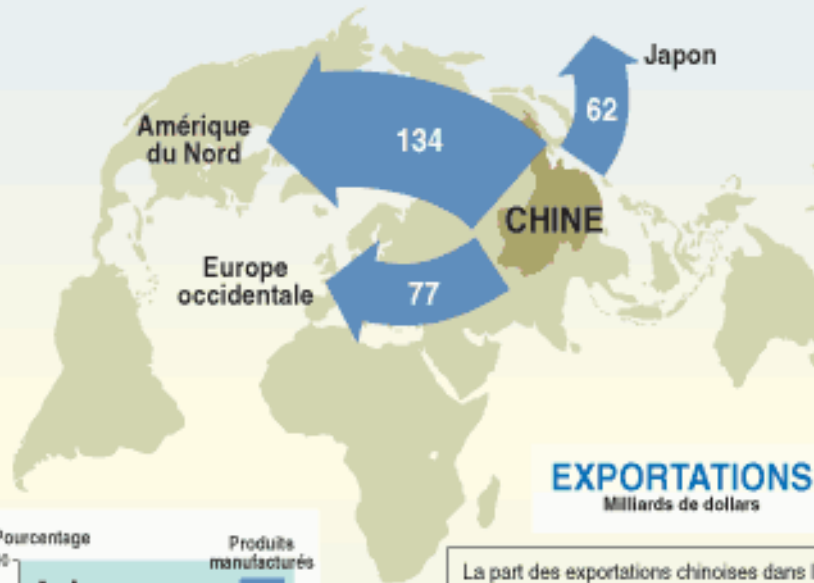 Japon
62
Amérique
du Nord
134
CHINE
Europe
occidentale
77
EXPORTATIONS
Milliards de dollars
Pourcentage
Produits
manufacturés
La part des exportations chinoises dans